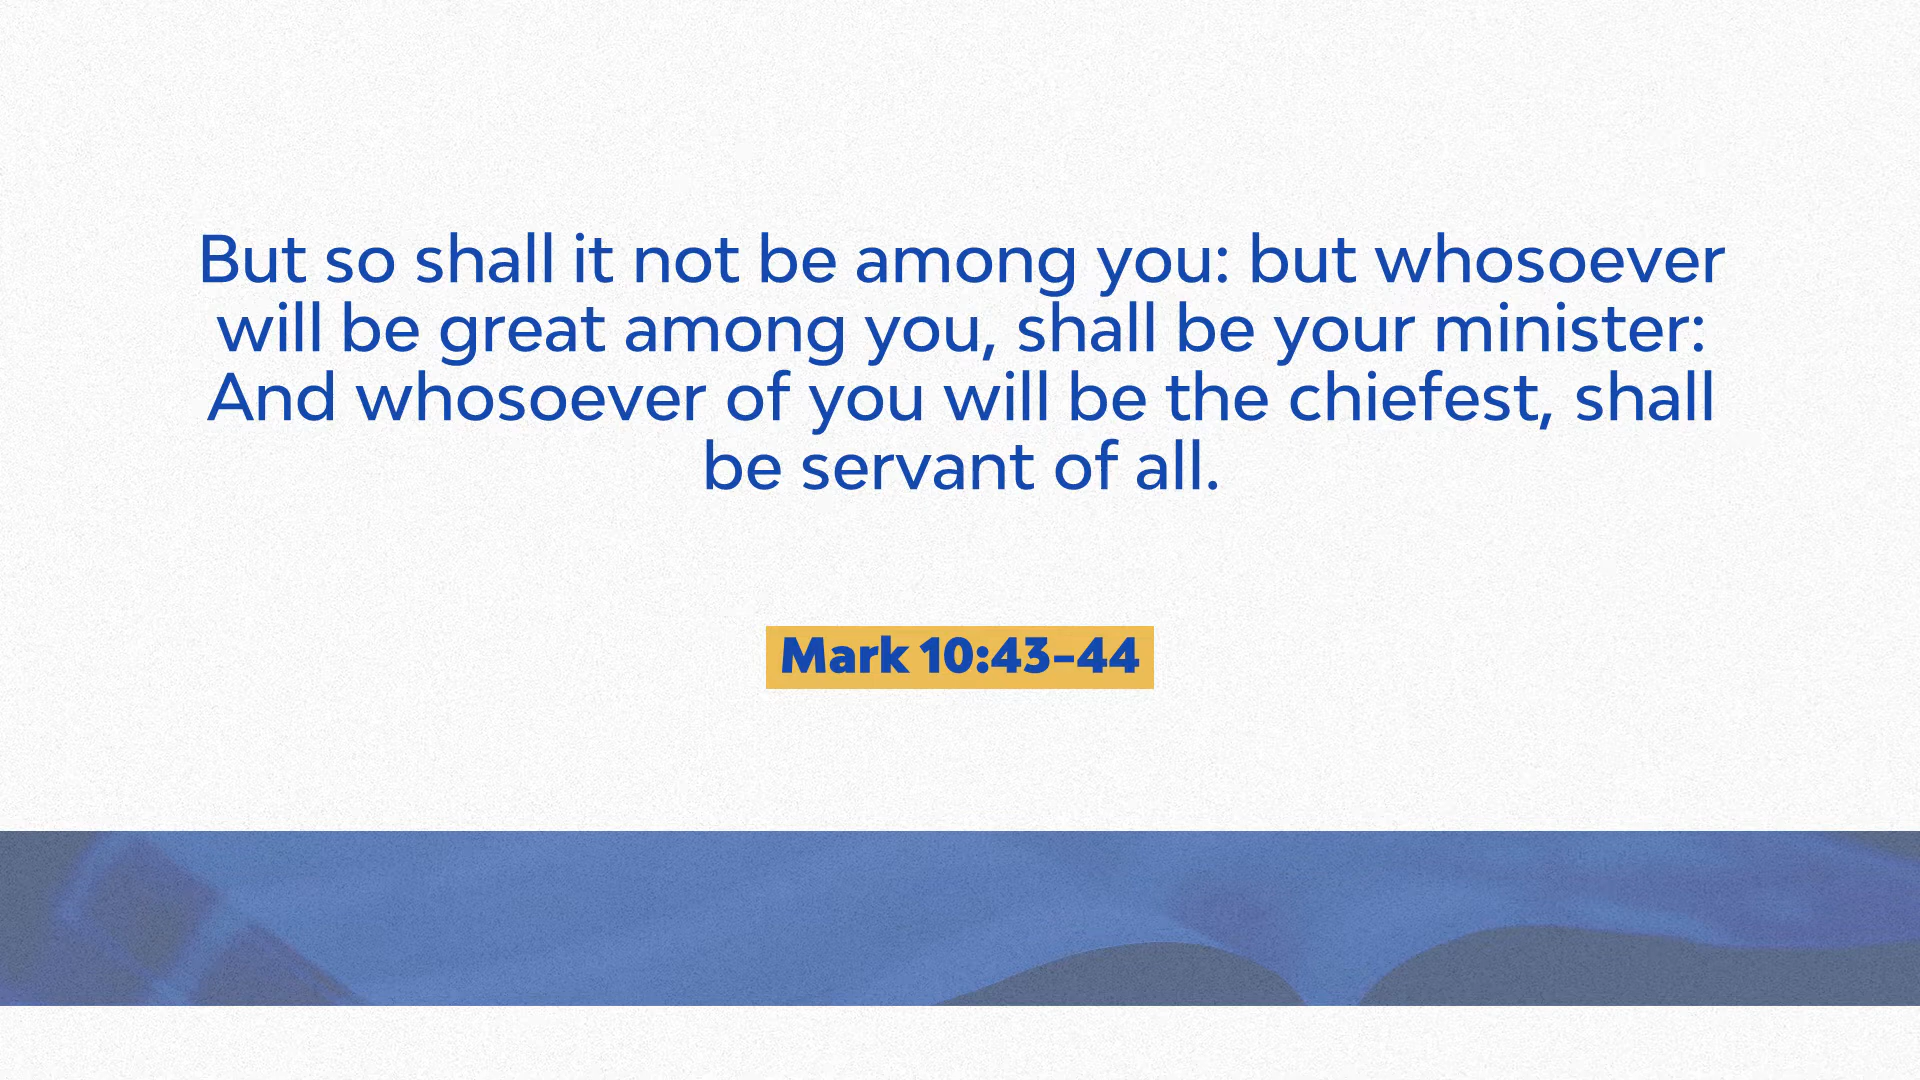 But so shall it not be among you: but whosoever
will be great among you, shall be your minister:
And whosoever of you will be the chiefest, shall
be servant of all.
Mark 10:43–44